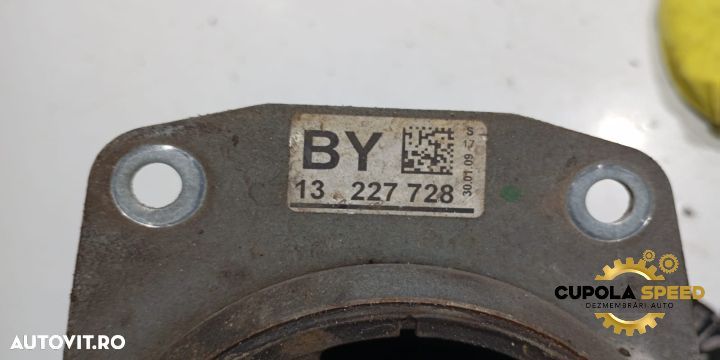 BY
13 227 728
S 17 09 01 30
CUPOLA SPEED
DEZMEMBRĂRI AUTO
AUTOVIT.RO